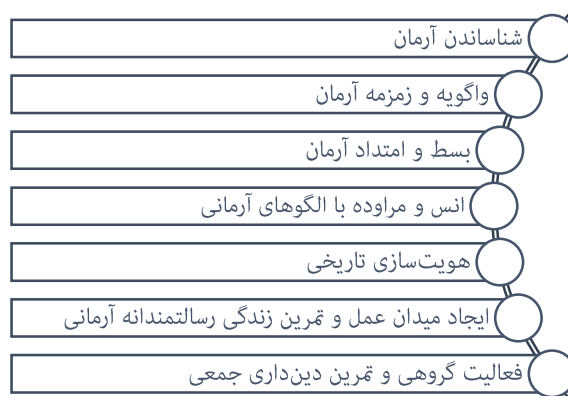 شناساندن آرمان
واگویه و زمزمه آرمان
بسط و امتداد آرمان
انس و مراوده با الگوهای آرمانی
هویت‌سازی تاریخی
ایجاد میدان عمل و تمرین زندگی رسالتمندانه آرمانی
فعالیت گروهی و تمرین دین‌داری جمعی